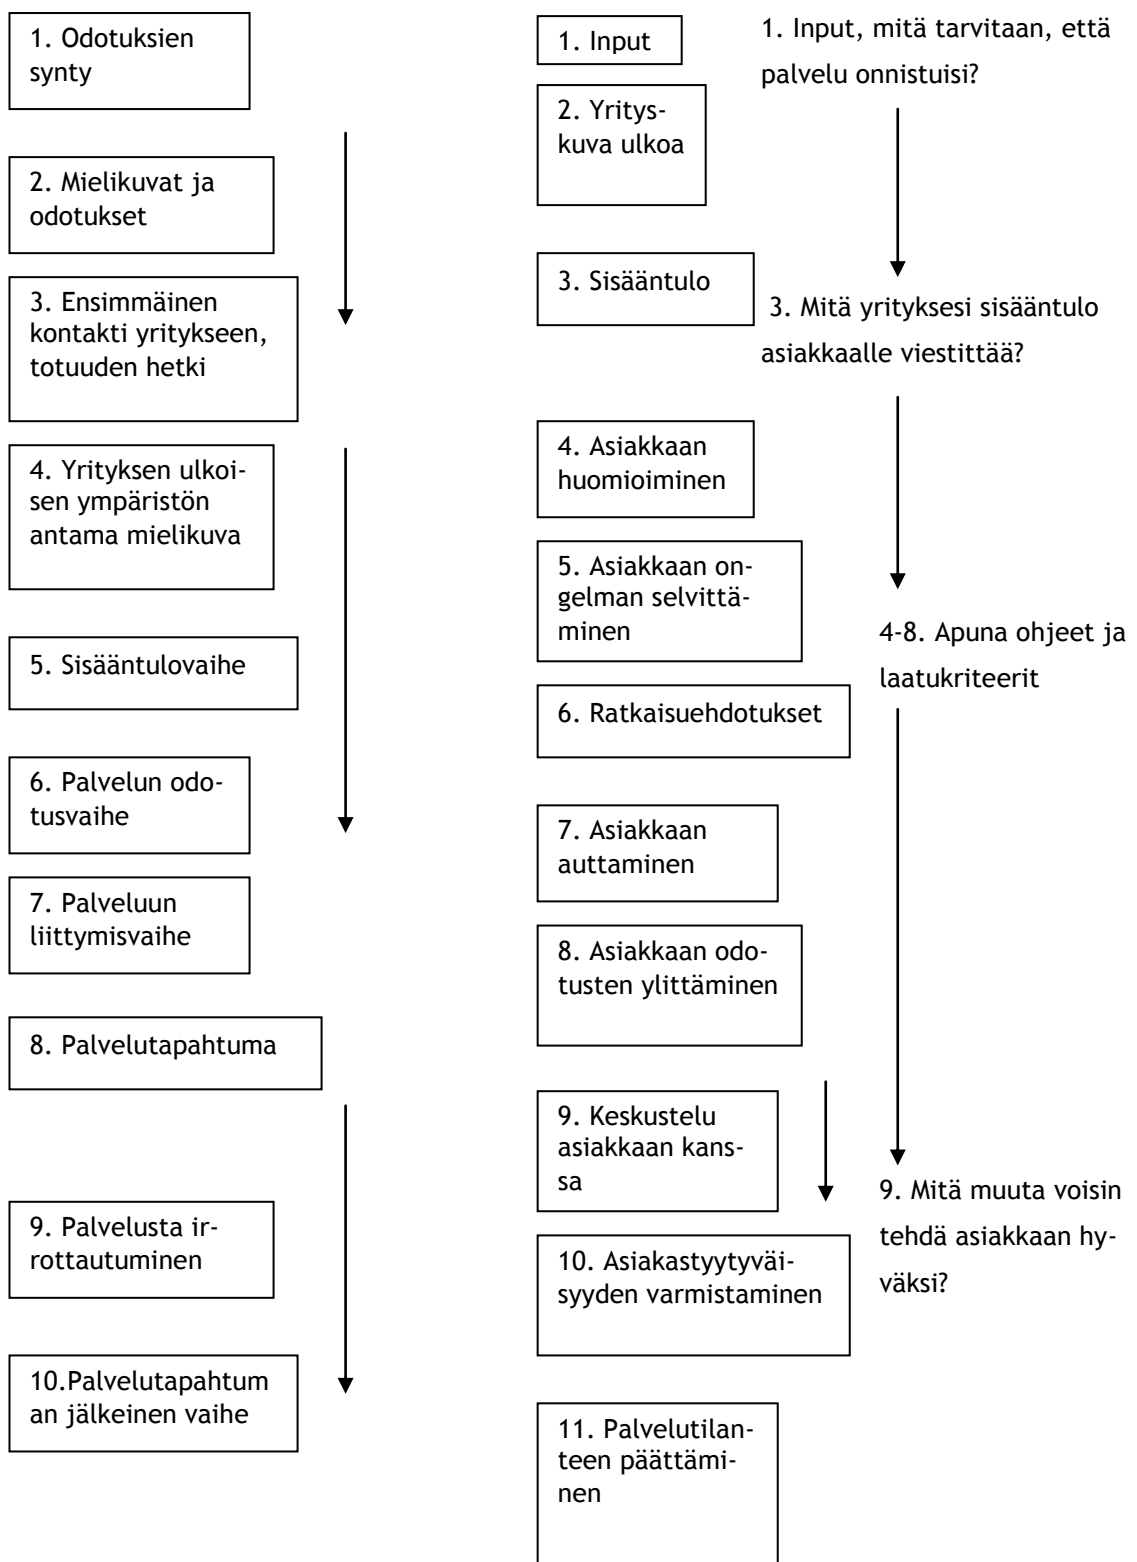 1. Odotuksien
synty
2. Mielikuvat ja
odotukset
3. Ensimmäinen
kontakti yritykseen,
totuuden hetki
4. Yrityksen ulkoi-
sen ympäristön
antama mielikuva
5. Sisääntulovaihe
6. Palvelun odo-
tusvaihe
7. Palveluun
liittymisvaihe
8. Palvelutapahtuma
9. Palvelusta ir-
rottautuminen
10.Palvelutapahtum
an jälkeinen vaihe
1. Input
2. Yritys-
kuva ulkoa
3. Sisääntulo
4. Asiakkaan
huomioiminen
5. Asiakkaan on-
gelman selvittä-
minen
6. Ratkaisuehdotukset
7. Asiakkaan
auttaminen
8. Asiakkaan odo-
tusten ylittäminen
9. Keskustelu
asiakkaan kans-
sa
10. Asiakastyytyväi-
syyden varmistaminen
11. Palvelutilan-
teen päättämi-
nen
1. Input, mitä tarvitaan, että
palvelu onnistuisi?
3. Mitä yrityksesi sisääntulo
asiakkaalle viestittää?
4-8. Apuna ohjeet ja
laatukriteerit
9. Mitä muuta voisin
tehdä asiakkaan hy-
väksi?